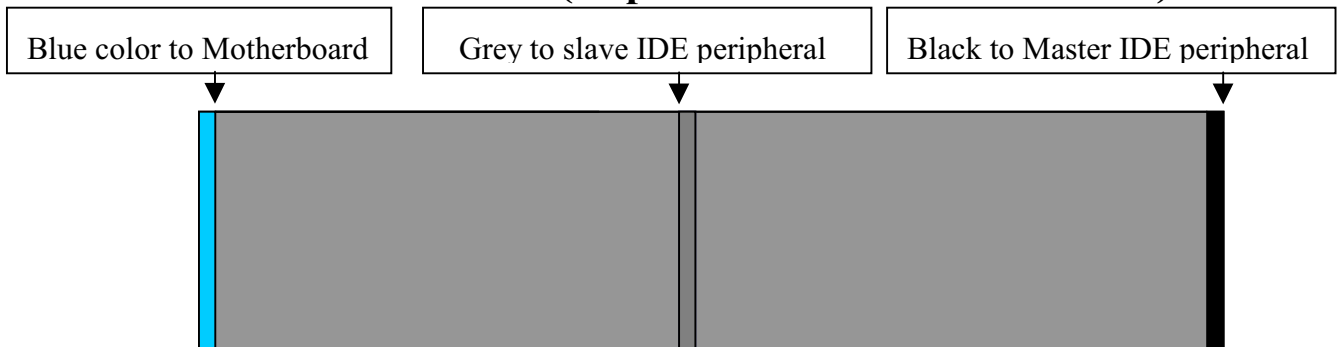 Blue color to Motherboard
Grey to slave IDE peripheral
Black to Master IDE peripheral